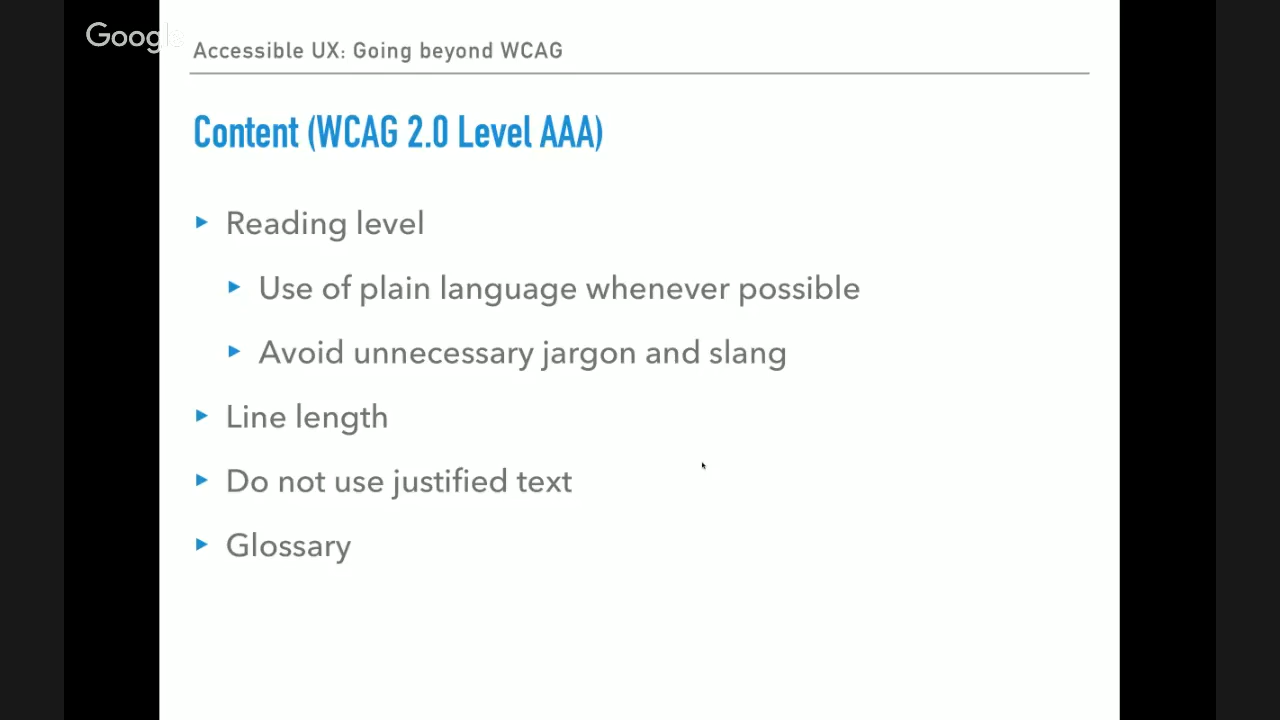 Google
Accessible UX: Going beyond WCAG
Content (WCAG 2.0 Level AAA)
Reading level
Use of plain language whenever possible
Avoid unnecessary jargon and slang
Line length
Do not use justified text
Glossary